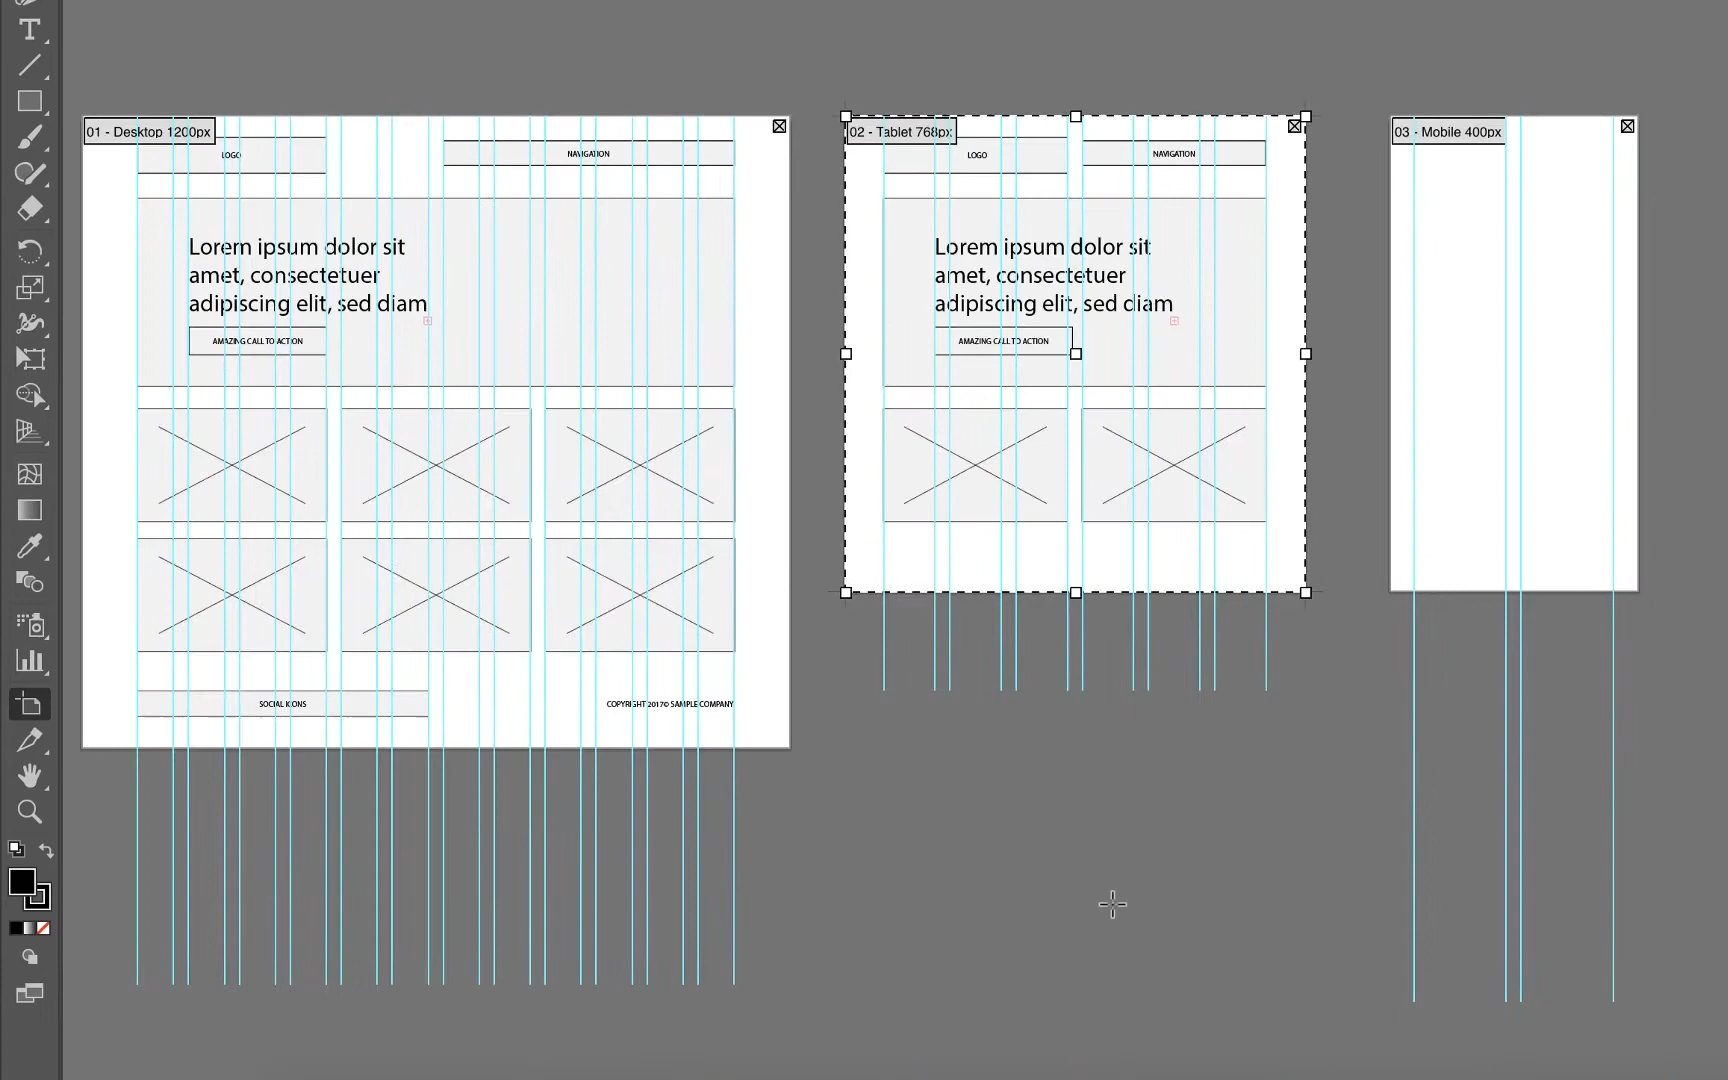 01 - Desktop 1200px
LOGO
NAVIGATION
Lorem ipsum dolor sit
amet, consectetuer
adipiscing elit, sed diam
AMAZING CALL TO ACTION
SOCIAL ICONS
COPYRIGHT 2017© SAMPLE COMPANY
02 - Tablet 768px
LOGO
NAVIGATION
Lorem ipsum dolor sit
amet, consectetuer
adipiscing elit, sed diam
AMAZING CALL TO ACTION
03 - Mobile 400px